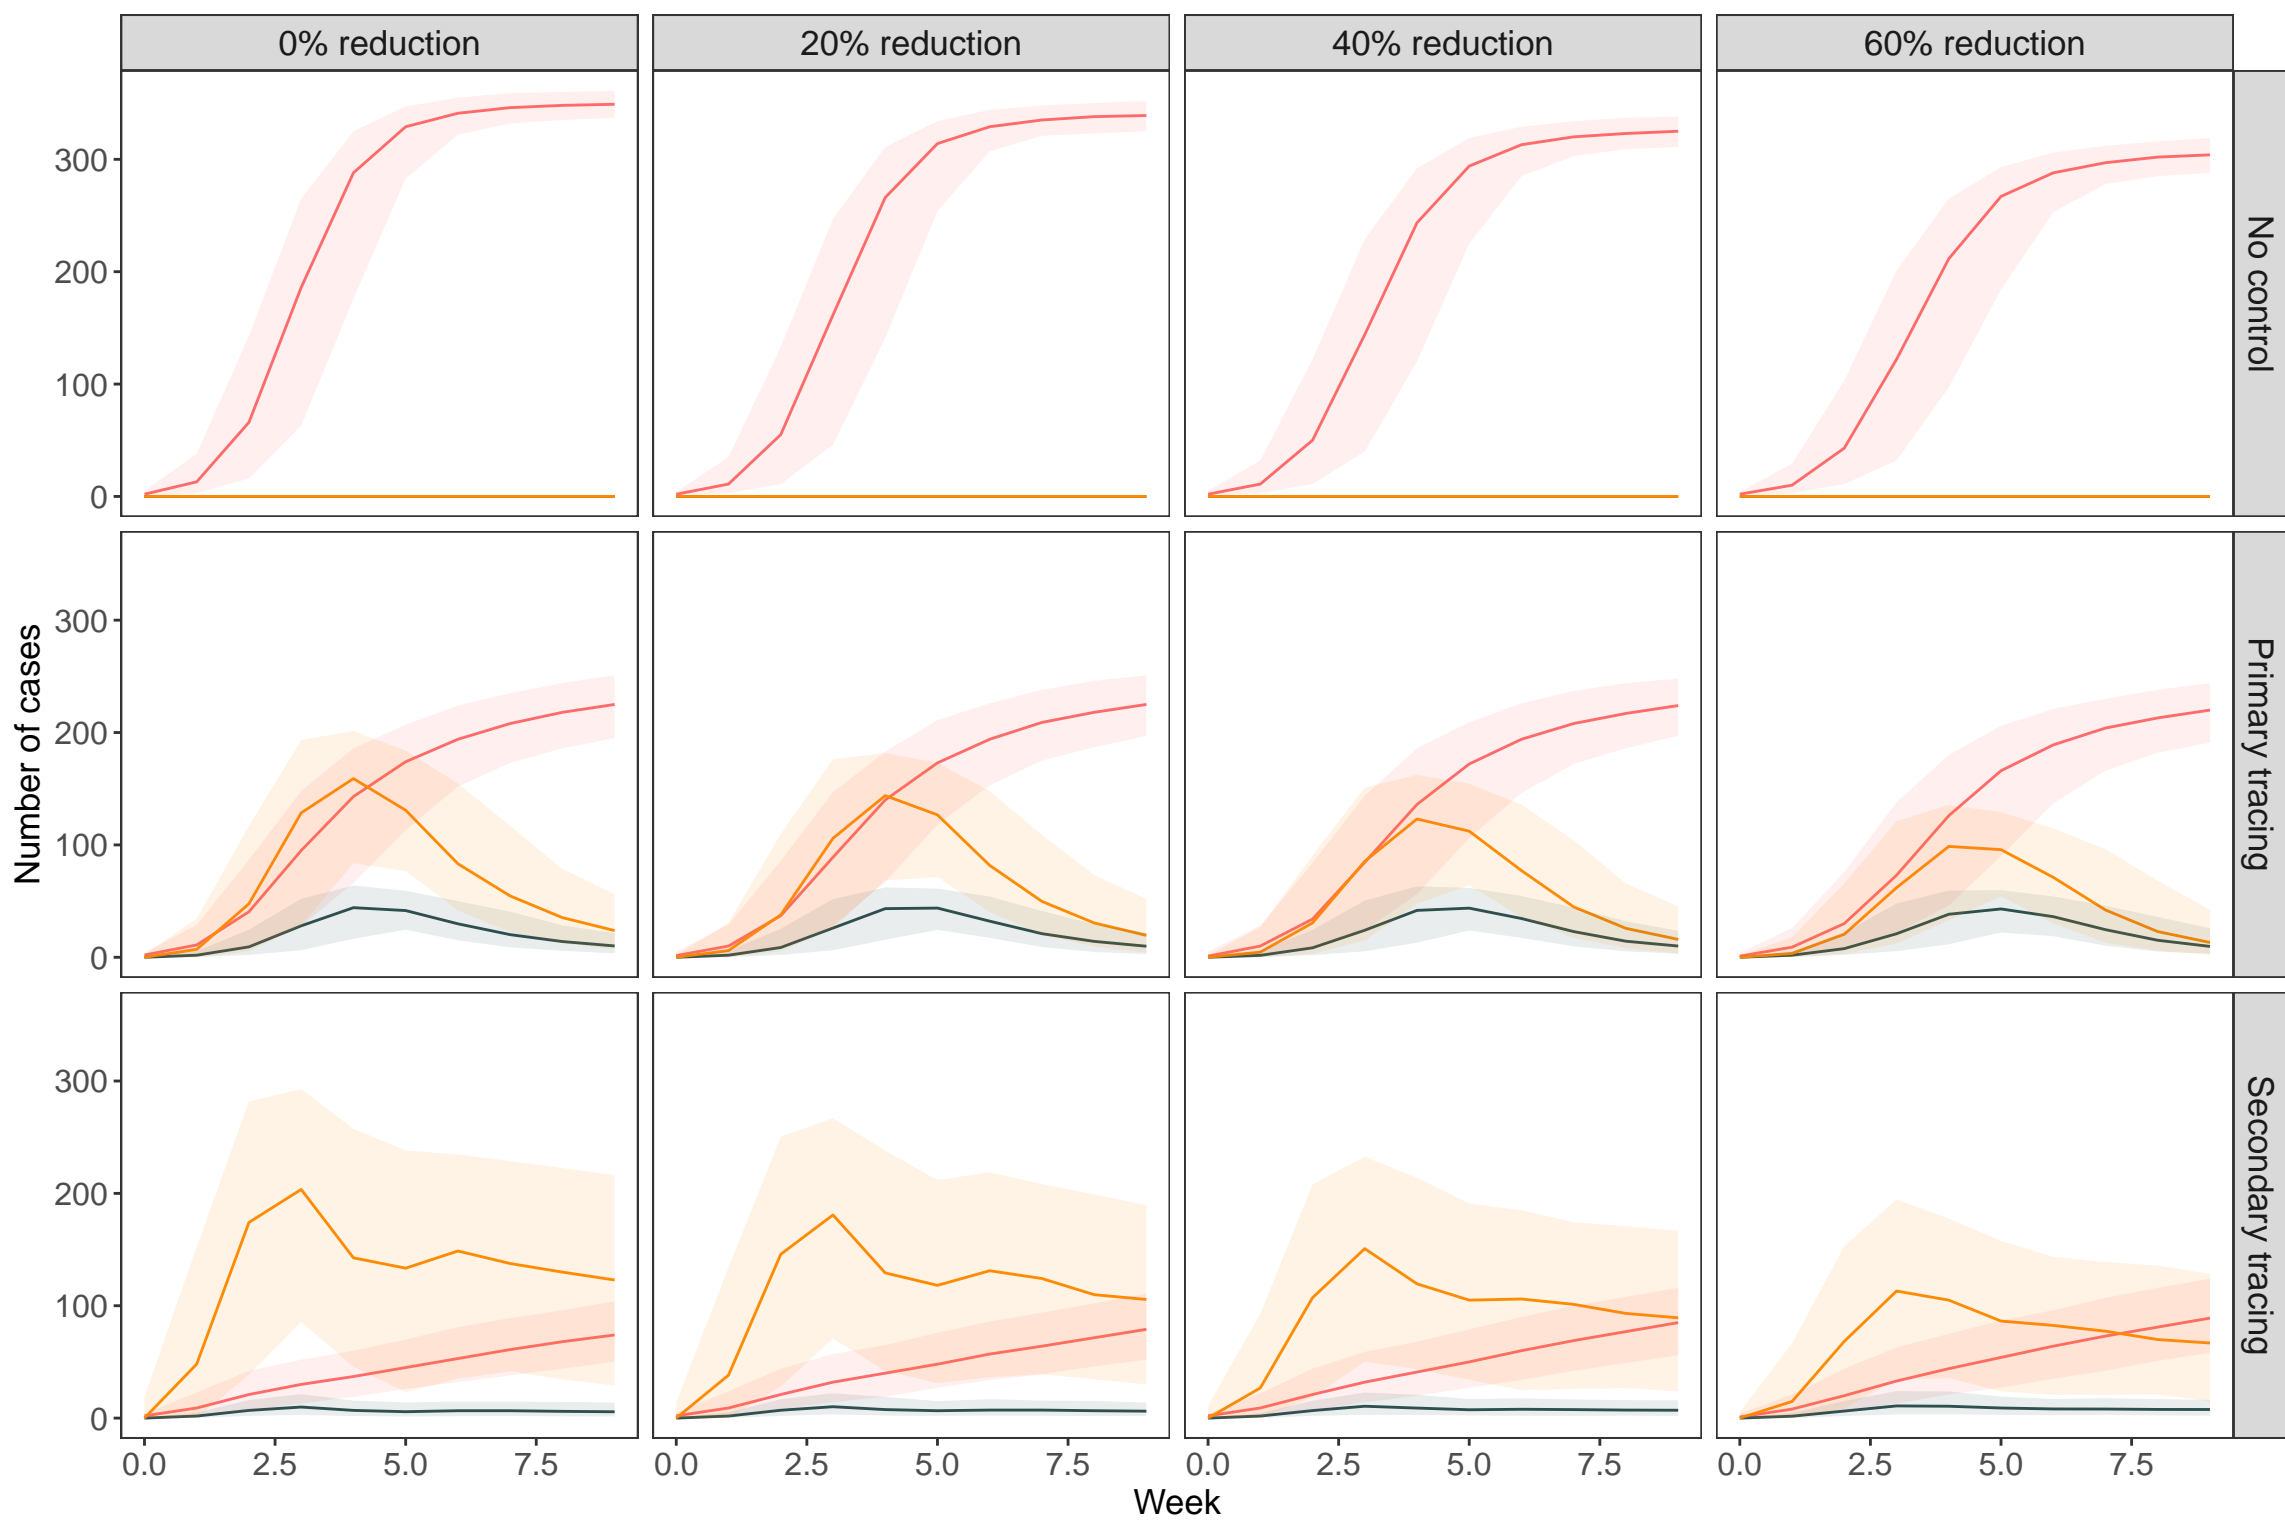 0% reduction
20% reduction
40% reduction
60% reduction
300
200
100
0
No control
Number of cases
300
200
100
0
Primary tracing
300
200
100
0
Secondary tracing
0.0 2.5 5.0 7.5
0.0 2.5 5.0 7.5
0.0 2.5 5.0 7.5
0.0 2.5 5.0 7.5
Week